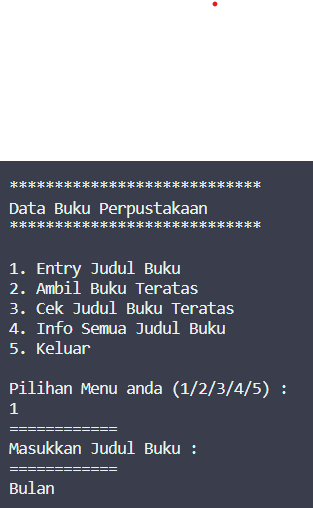 ****************************
Data Buku Perpustakaan
****************************
1. Entry Judul Buku
2. Ambil Buku Teratas
3. Cek Judul Buku Teratas
4. Info Semua Judul Buku
5. Keluar
Pilihan Menu anda (1/2/3/4/5) :
1
============
Masukkan Judul Buku :
============
Bulan